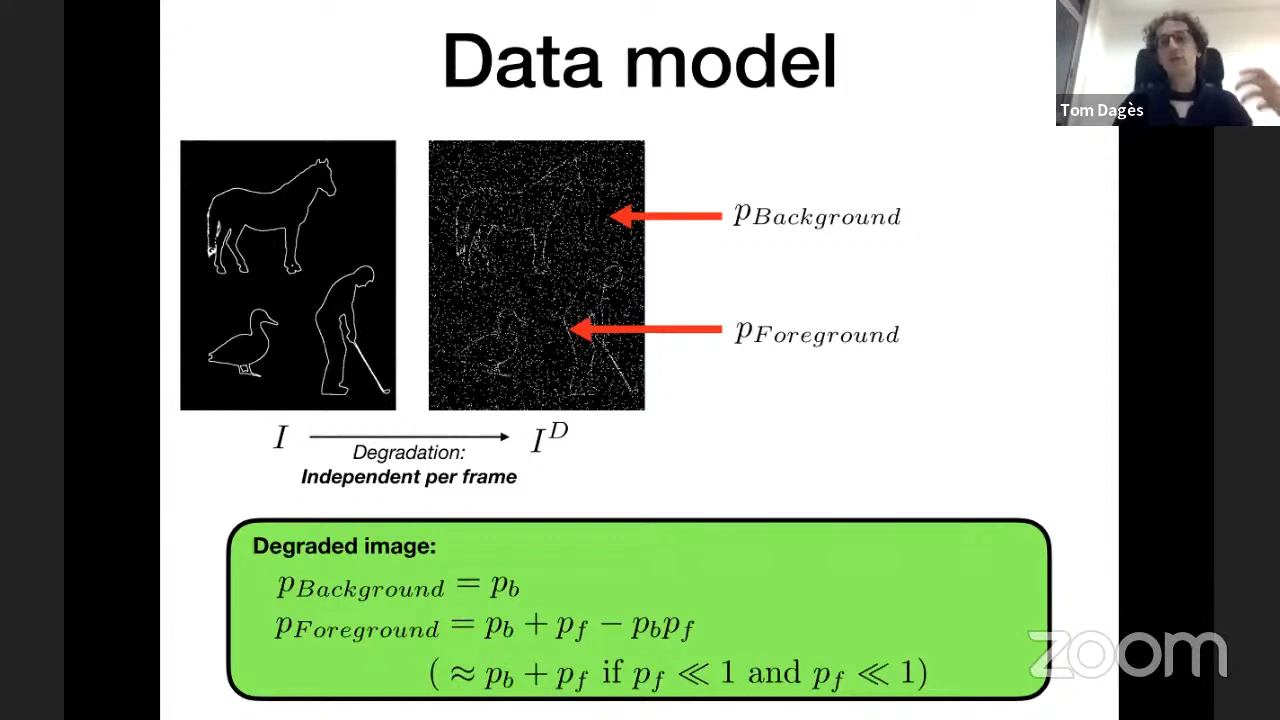 Data model
Tom Dagès
p_{Background}
p_{Foreground}
I
I^D
Degradation:
Independent per frame
Degraded image:
p_{Background} = p_b
p_{Foreground} = p_b + p_f − p_b p_f
( ≈ p_b + p_f if p_f ≪ 1 and p_f ≪ 1)
zoom